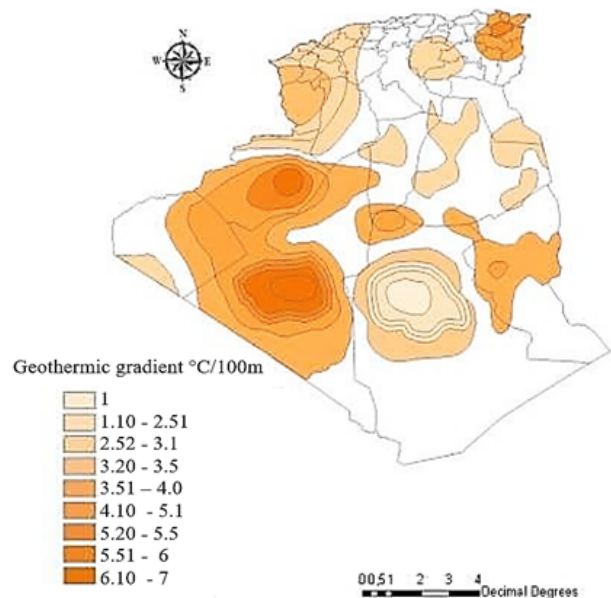 N
W E
S
Geothermic gradient °C/100m
1
1.10 - 2.51
2.52 - 3.1
3.20 - 3.5
3.51 – 4.0
4.10 - 5.1
5.20 - 5.5
5.51 - 6
6.10 - 7
0 0,5 1 2 3 4
Decimal Degrees